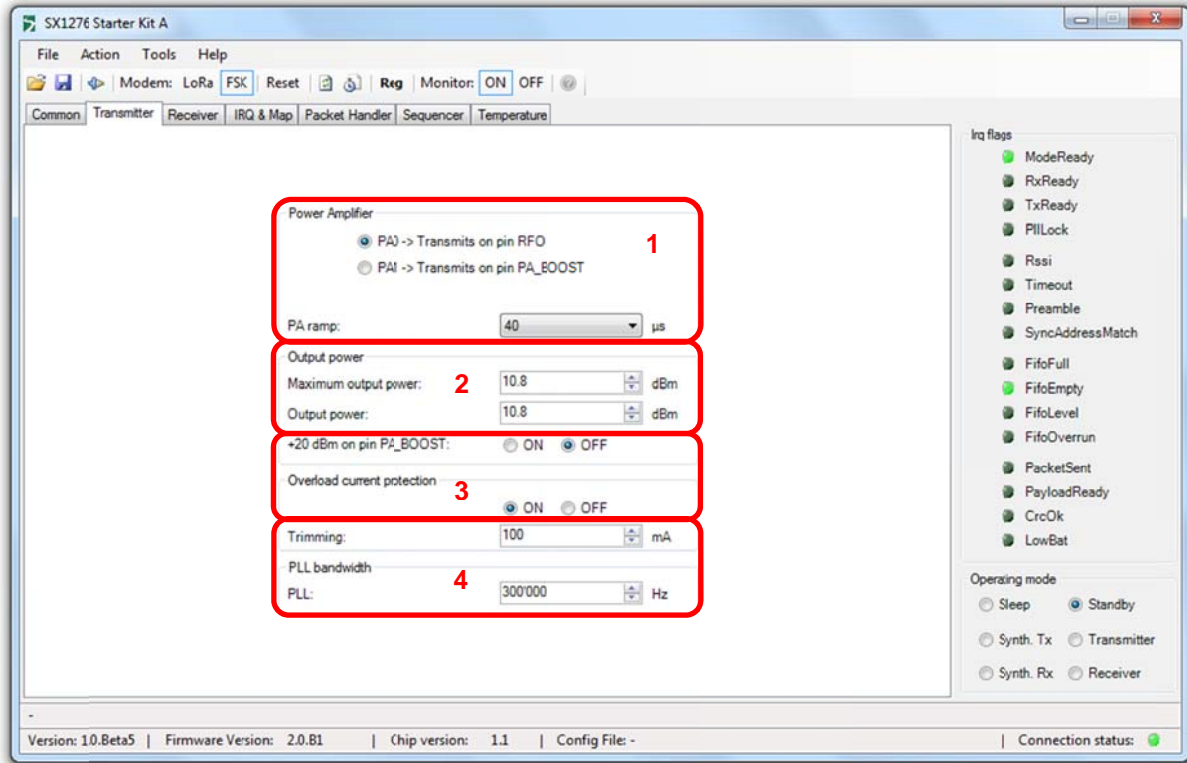 SX1276 Starter Kit A
File Action Tools Help
Modem: LoRa FSK Reset Reg Monitor: ON OFF
Common Transmitter Receiver IRQ & Map Packet Handler Sequencer Temperature
Power Amplifier
PA0 -> Transmits on pin RFO
1
PA1 -> Transmits on pin PA_BOOST
PA ramp: 40 µs
Output power
Maximum output power: 2 10.8 dBm
Output power: 10.8 dBm
+20 dBm on pin PA_BOOST: ON OFF
Overload current potection
3
ON OFF
Trimming: 100 mA
PLL bandwidth
4
PLL: 300'000 Hz
Irq flags
ModeReady
RxReady
TxReady
PllLock
Rssi
Timeout
Preamble
SyncAddressMatch
FifoFull
FifoEmpty
FifoLevel
FifoOverrun
PacketSent
PayloadReady
CrcOk
LowBat
Operating mode
Sleep Standby
Synth. Tx Transmitter
Synth. Rx Receiver
-
Version: 1.0.Beta5 | Firmware Version: 2.0.B1 | Chip version: 1.1 | Config File: - | Connection status: